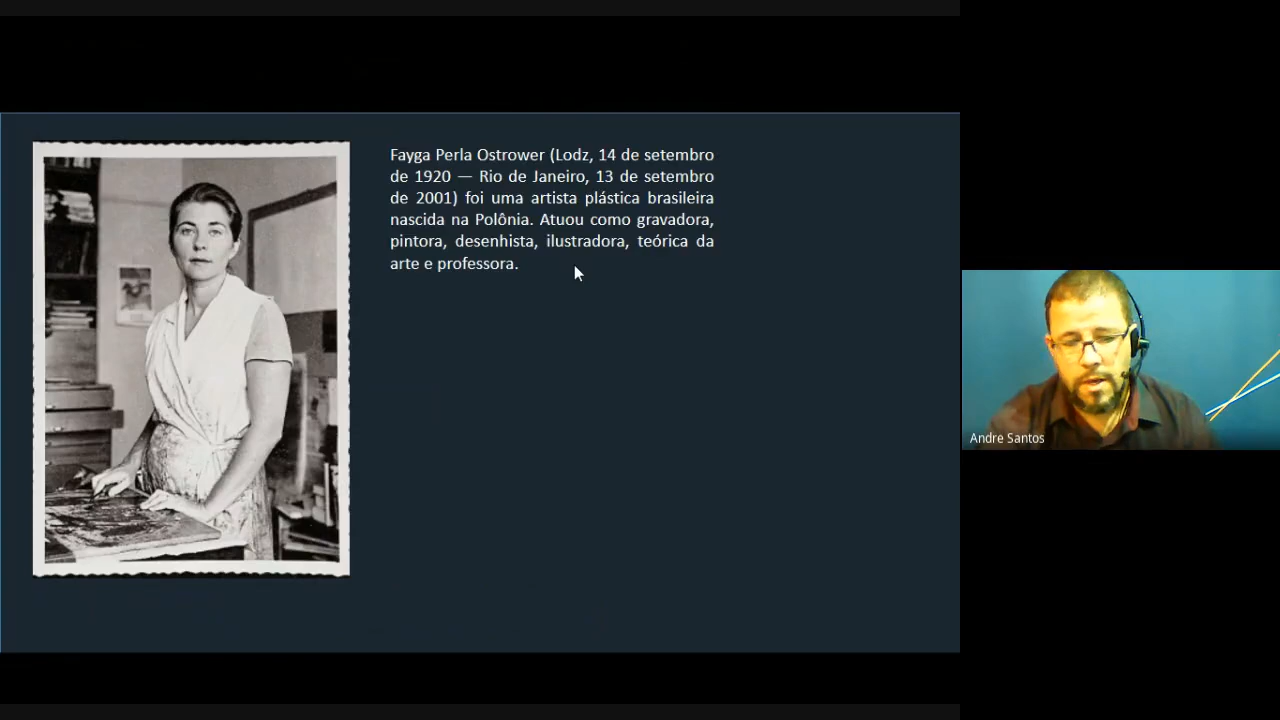 Fayga Perla Ostrower (Lodz, 14 de setembro
de 1920 — Rio de Janeiro, 13 de setembro
de 2001) foi uma artista plástica brasileira
nascida na Polônia. Atuou como gravadora,
pintora, desenhista, ilustradora, teórica da
arte e professora.
Andre Santos